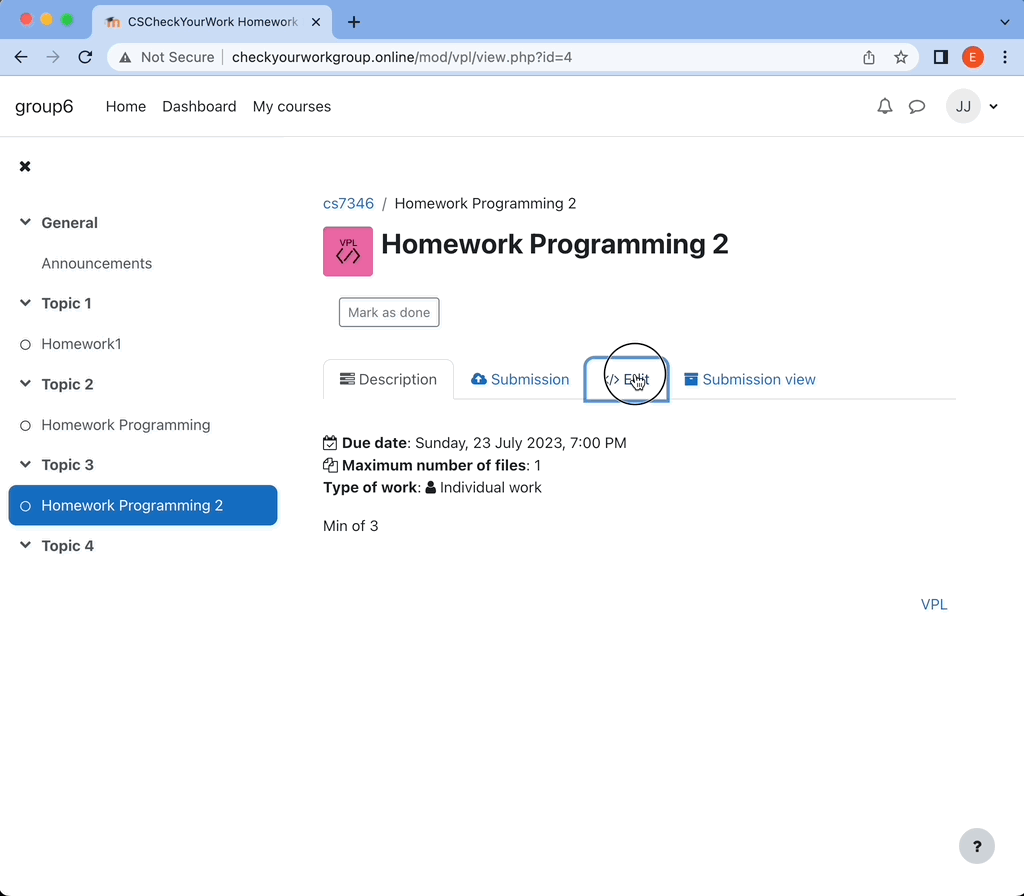 CSCheckYourWork Homework
Not Secure checkyourworkgroup.online/mod/vpl/view.php?id=4
E
group6 Home Dashboard My courses
JJ
General
Announcements
Topic 1
Homework1
Topic 2
Homework Programming
Topic 3
Homework Programming 2
Topic 4
cs7346 / Homework Programming 2
VPL
Homework Programming 2
Mark as done
Description Submission Edit Submission view
Due date: Sunday, 23 July 2023, 7:00 PM
Maximum number of files: 1
Type of work: Individual work
Min of 3
VPL
?